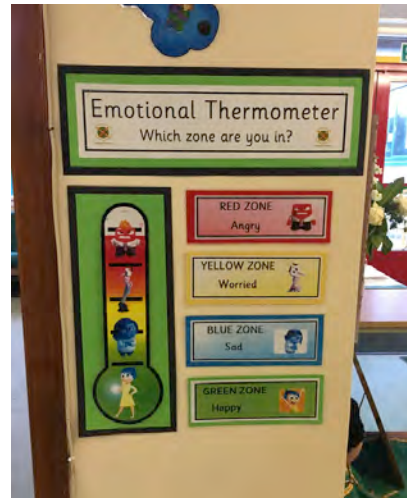 Emotional Thermometer
Which zone are you in?
RED ZONE
Angry
YELLOW ZONE
Worried
BLUE ZONE
Sad
GREEN ZONE
Happy